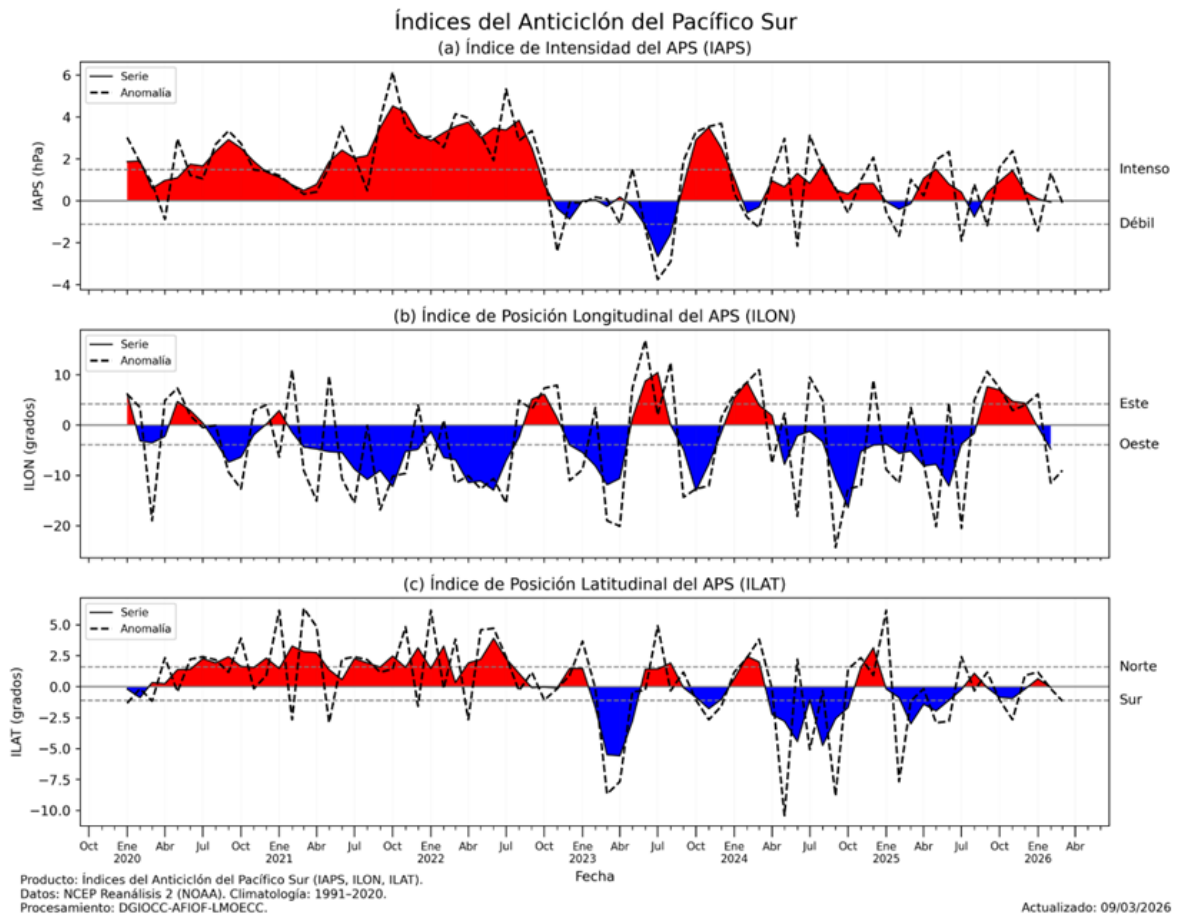 Índices del Anticiclón del Pacífico Sur
(a) Índice de Intensidad del APS (IAPS)
Serie
Anomalía
6
4
2
0
−2
−4
IAPS (hPa)
Intenso
Débil
(b) Índice de Posición Longitudinal del APS (ILON)
Serie
Anomalía
10
0
−10
−20
ILON (grados)
Este
Oeste
(c) Índice de Posición Latitudinal del APS (ILAT)
Serie
Anomalía
5.0
2.5
0.0
−2.5
−5.0
−7.5
−10.0
ILAT (grados)
Norte
Sur
Oct Ene Abr Jul Oct Ene Abr Jul Oct Ene Abr Jul Oct Ene Abr Jul Oct Ene Abr Jul Oct Ene Abr Jul Oct Ene Abr
2020 2021 2022 2023 2024 2025 2026
Fecha
Producto: Índices del Anticiclón del Pacífico Sur (IAPS, ILON, ILAT).
Datos: NCEP Reanálisis 2 (NOAA). Climatología: 1991–2020.
Procesamiento: DGIOCC-AFIOF-LMOECC.
Actualizado: 09/03/2026